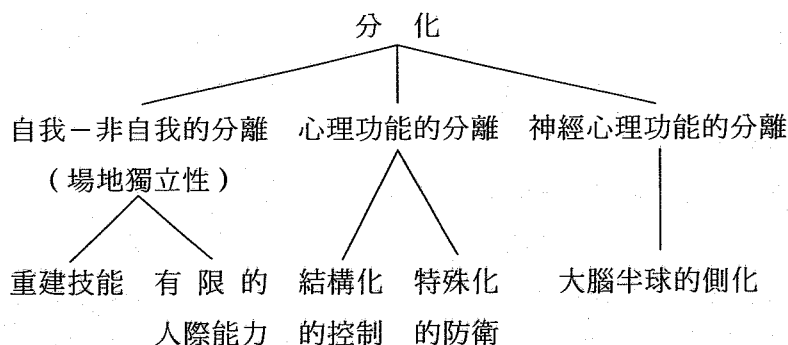 分 化
自我－非自我的分離 心理功能的分離 神經心理功能的分離
（場地獨立性）
重建技能 有限的 結構化 特殊化 大腦半球的側化
人際能力 的控制 的防衛